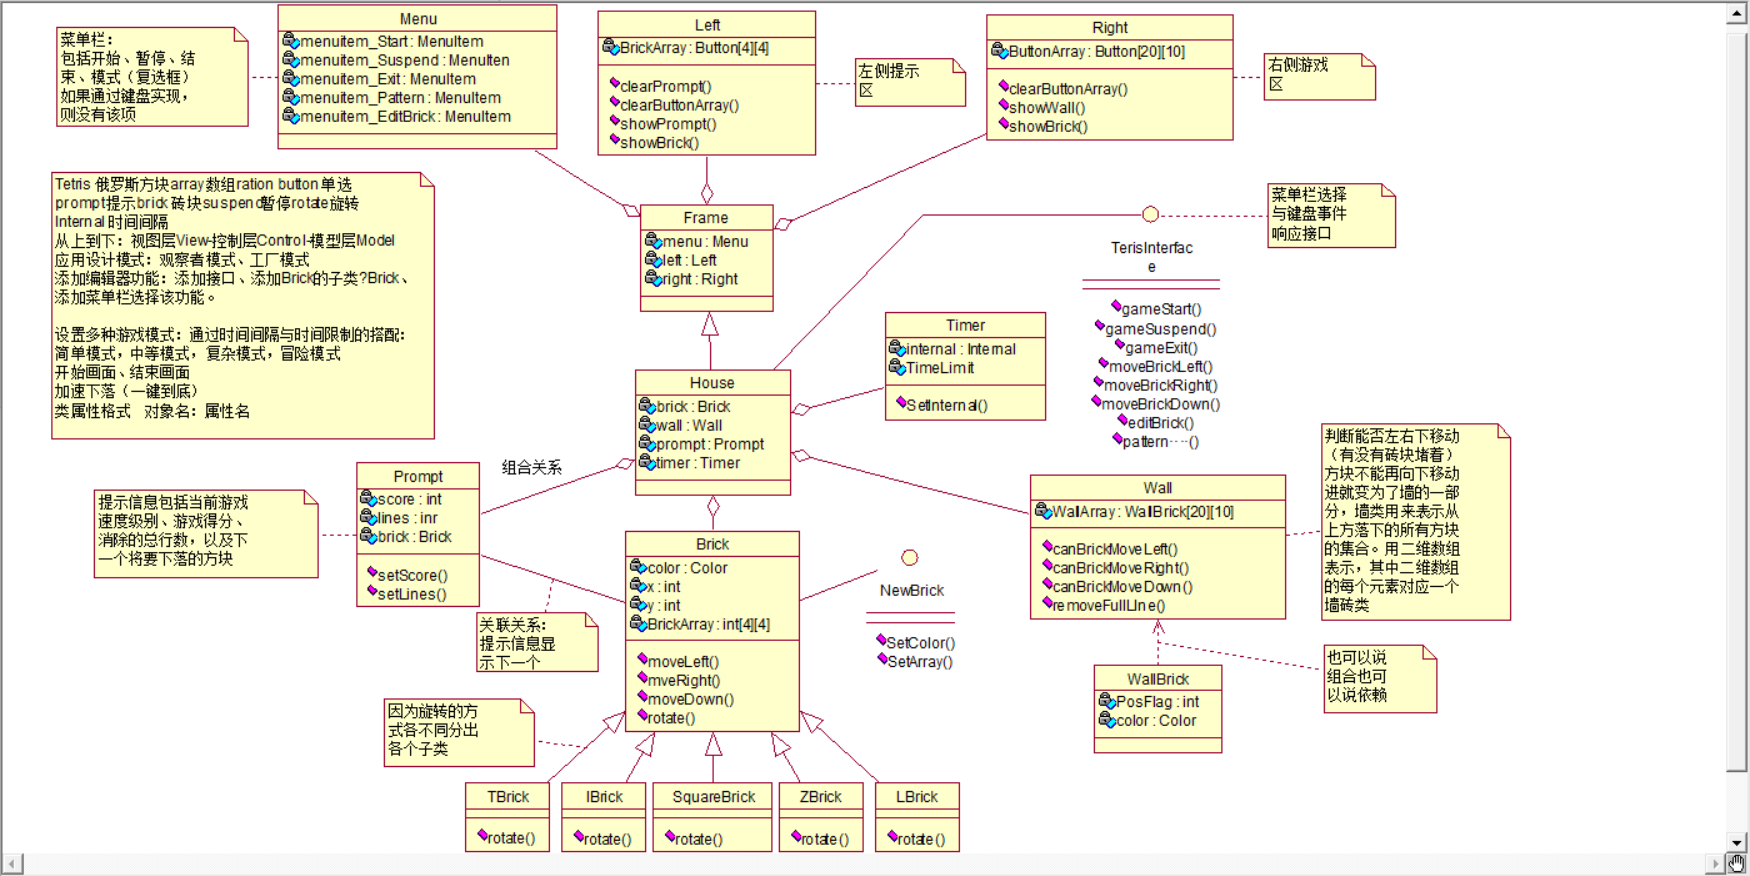 菜单栏：
包括开始、暂停、结
束、模式（复选框）
如果通过键盘实现，
则没有该项
Menu
menuitem_Start : MenuItem
menuitem_Suspend : MenuIten
menuitem_Exit : MenuItem
menuitem_Pattern : MenuItem
menuitem_EditBrick : MenuItem
Left
BrickArray : Button[4][4]
clearPrompt()
clearButtonArray()
showPrompt()
showBrick()
左侧提示
区
Right
ButtonArray : Button[20][10]
clearButtonArray()
showWall()
showBrick()
右侧游戏
区
Tetris 俄罗斯方块array数组ration button单选
prompt提示brick 砖块suspend暂停rotate旋转
Internal 时间间隔
从上到下：视图层View-控制层Control-模型层Model
应用设计模式：观察者模式、工厂模式
添加编辑器功能：添加接口、添加Brick的子类?Brick、
添加菜单栏选择该功能。
设置多种游戏模式：通过时间间隔与时间限制的搭配：
简单模式，中等模式，复杂模式，冒险模式
开始画面、结束画面
加速下落（一键到底）
类属性格式 对象名：属性名
Frame
menu : Menu
left : Left
right : Right
TerisInterfac
e
gameStart()
gameSuspend()
gameExit()
moveBrickLeft()
moveBrickRight()
moveBrickDown()
editBrick()
pattern····()
菜单栏选择
与键盘事件
响应接口
Timer
internal : Internal
TimeLimit
SetInternal()
House
brick : Brick
wall : Wall
prompt : Prompt
timer : Timer
组合关系
Prompt
score : int
lines : inr
brick : Brick
setScore()
setLines()
提示信息包括当前游戏
速度级别、游戏得分、
消除的总行数，以及下
一个将要下落的方块
关联关系：
提示信息显
示下一个
Brick
color : Color
x : int
y : int
BrickArray : int[4][4]
moveLeft()
mveRight()
moveDown()
rotate()
NewBrick
SetColor()
SetArray()
Wall
WallArray : WallBrick[20][10]
canBrickMoveLeft()
canBrickMoveRight()
canBrickMoveDown()
removeFullLIne()
判断能否左右下移动
（有没有砖块堵着）
方块不能再向下移动
进就变为了墙的一部
分，墙类用来表示从
上方落下的所有方块
的集合。用二维数组
表示，其中二维数组
的每个元素对应一个
墙砖类
WallBrick
PosFlag : int
color : Color
也可以说
组合也可
以说依赖
因为旋转的方
式各不同分出
各个子类
TBrick
rotate()
IBrick
rotate()
SquareBrick
rotate()
ZBrick
rotate()
LBrick
rotate()